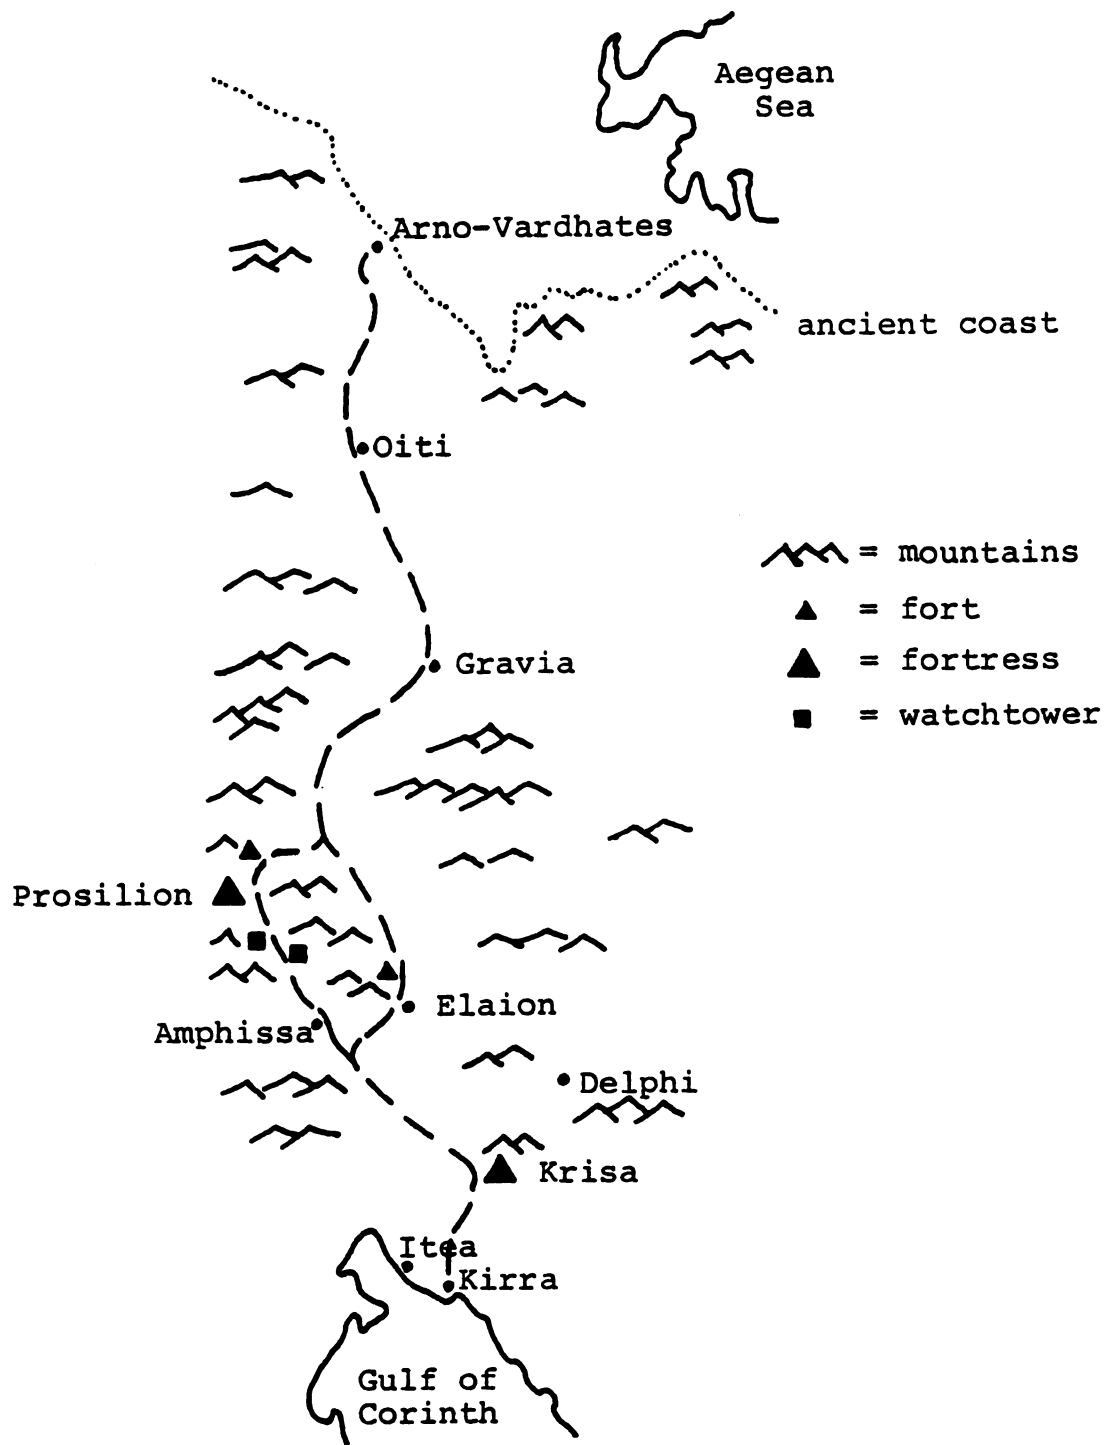 Aegean
Sea
Arno-Vardhates
ancient coast
Oiti
= mountains
= fort
Gravia
= fortress
= watchtower
Prosilion
Elaion
Amphissa
Delphi
Krisa
Itea
Kirra
Gulf of
Corinth